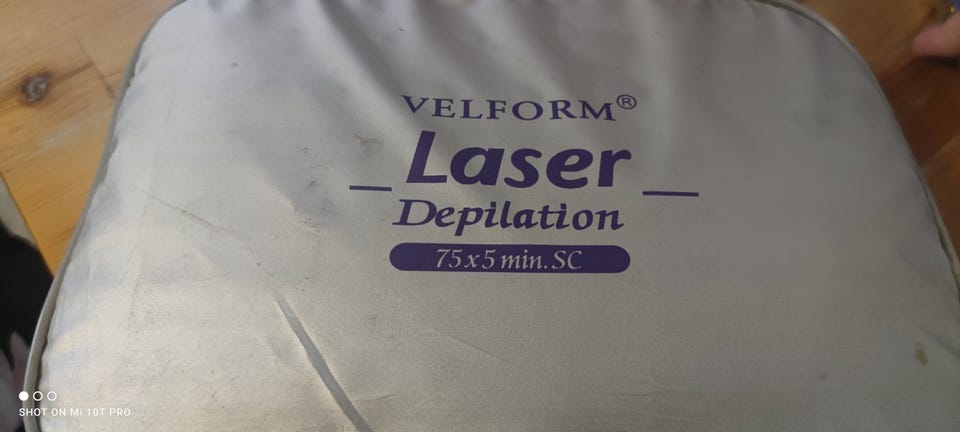 VELFORM®
Laser
Depilation
75x5 min. SC
SHOT ON MI 10T PRO